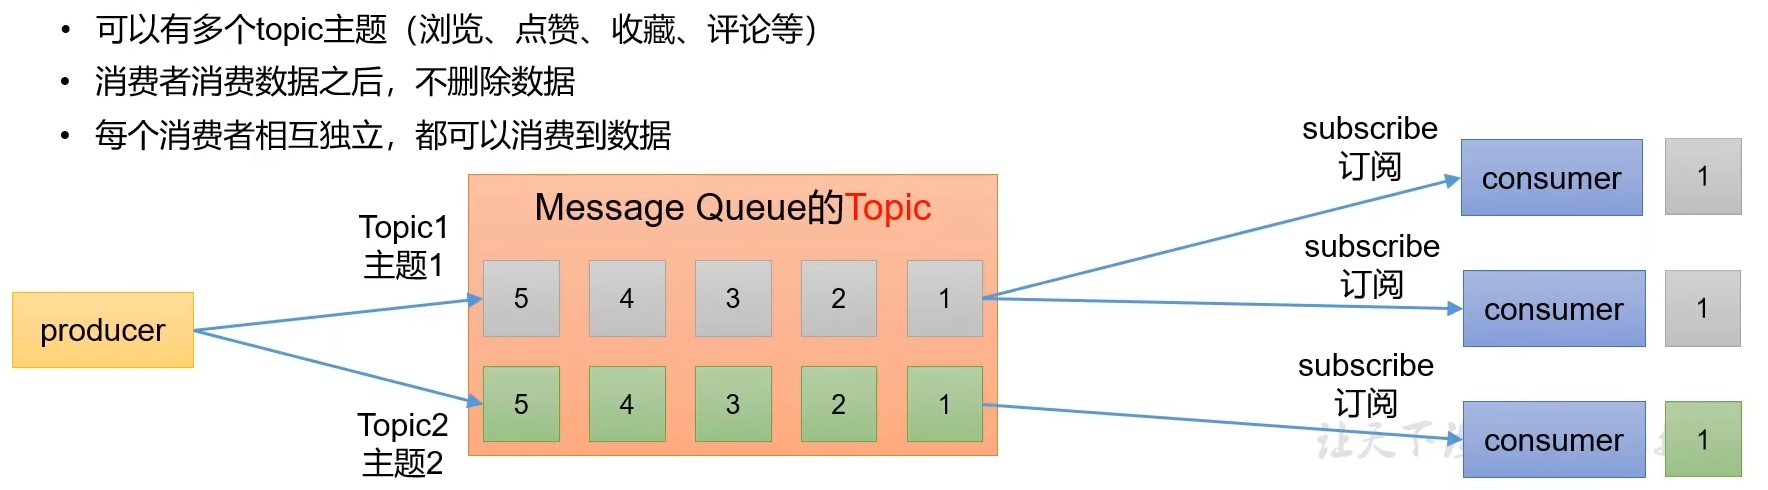 • 可以有多个topic主题（浏览、点赞、收藏、评论等）
• 消费者消费数据之后，不删除数据
• 每个消费者相互独立，都可以消费到数据
Message Queue的Topic
Topic1
主题1
producer
5 4 3 2 1
5 4 3 2 1
Topic2
主题2
subscribe
订阅
consumer 1
subscribe
订阅
consumer 1
subscribe
订阅
consumer 1
让天下